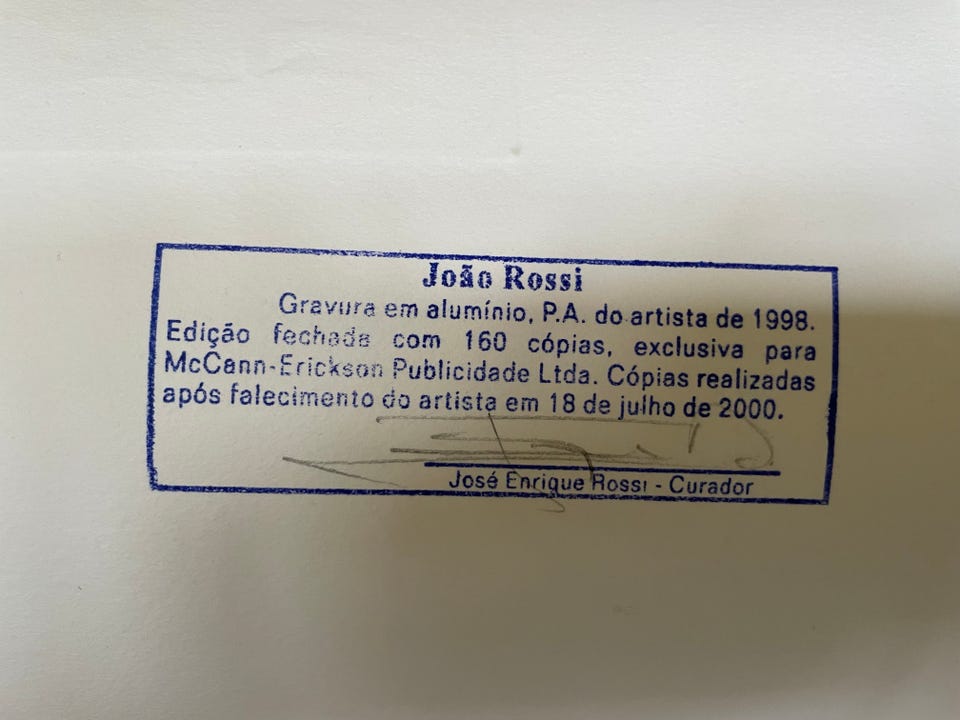 João Rossi
Gravura em alumínio, P.A. do artista de 1998.
Edição fechada com 160 cópias, exclusiva para
McCann-Erickson Publicidade Ltda. Cópias realizadas
após falecimento do artista em 18 de julho de 2000.
José Enrique Rossi - Curador